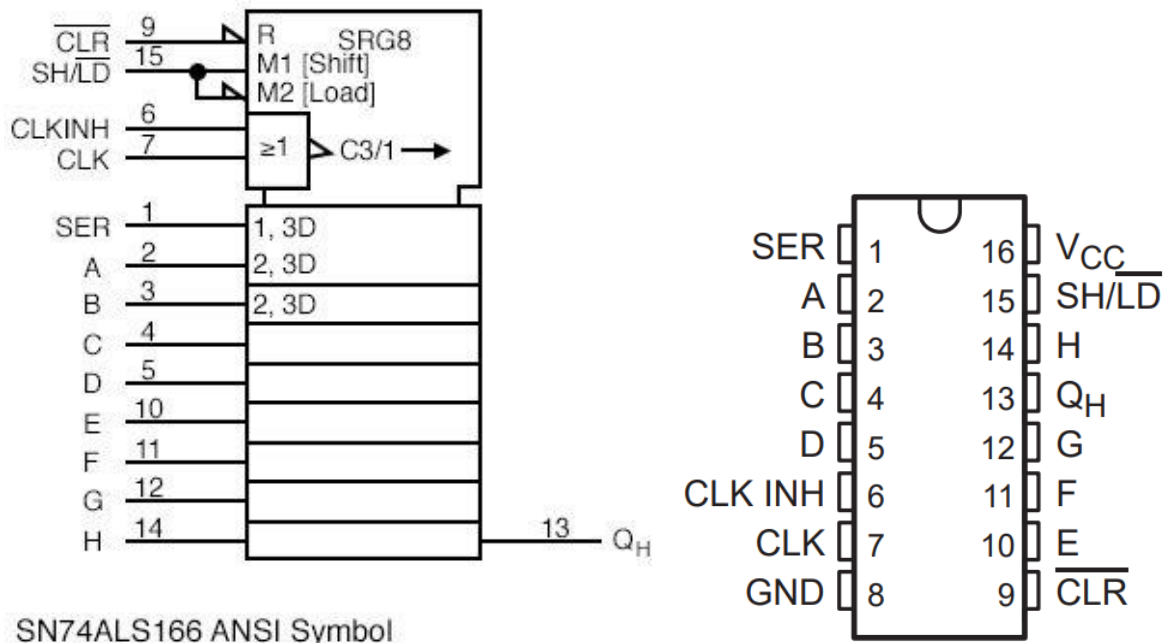 CLR 9 R SRG8
SH/LD 15 M1 [Shift]
M2 [Load]
CLKINH 6
CLK 7 ≥1 C3/1
SER 1 1, 3D
A 2 2, 3D
B 3 2, 3D
C 4
D 5
E 10
F 11
G 12
H 14 13 QH
SN74ALS166 ANSI Symbol
SER 1 16 VCC
A 2 15 SH/LD
B 3 14 H
C 4 13 QH
D 5 12 G
CLK INH 6 11 F
CLK 7 10 E
GND 8 9 CLR